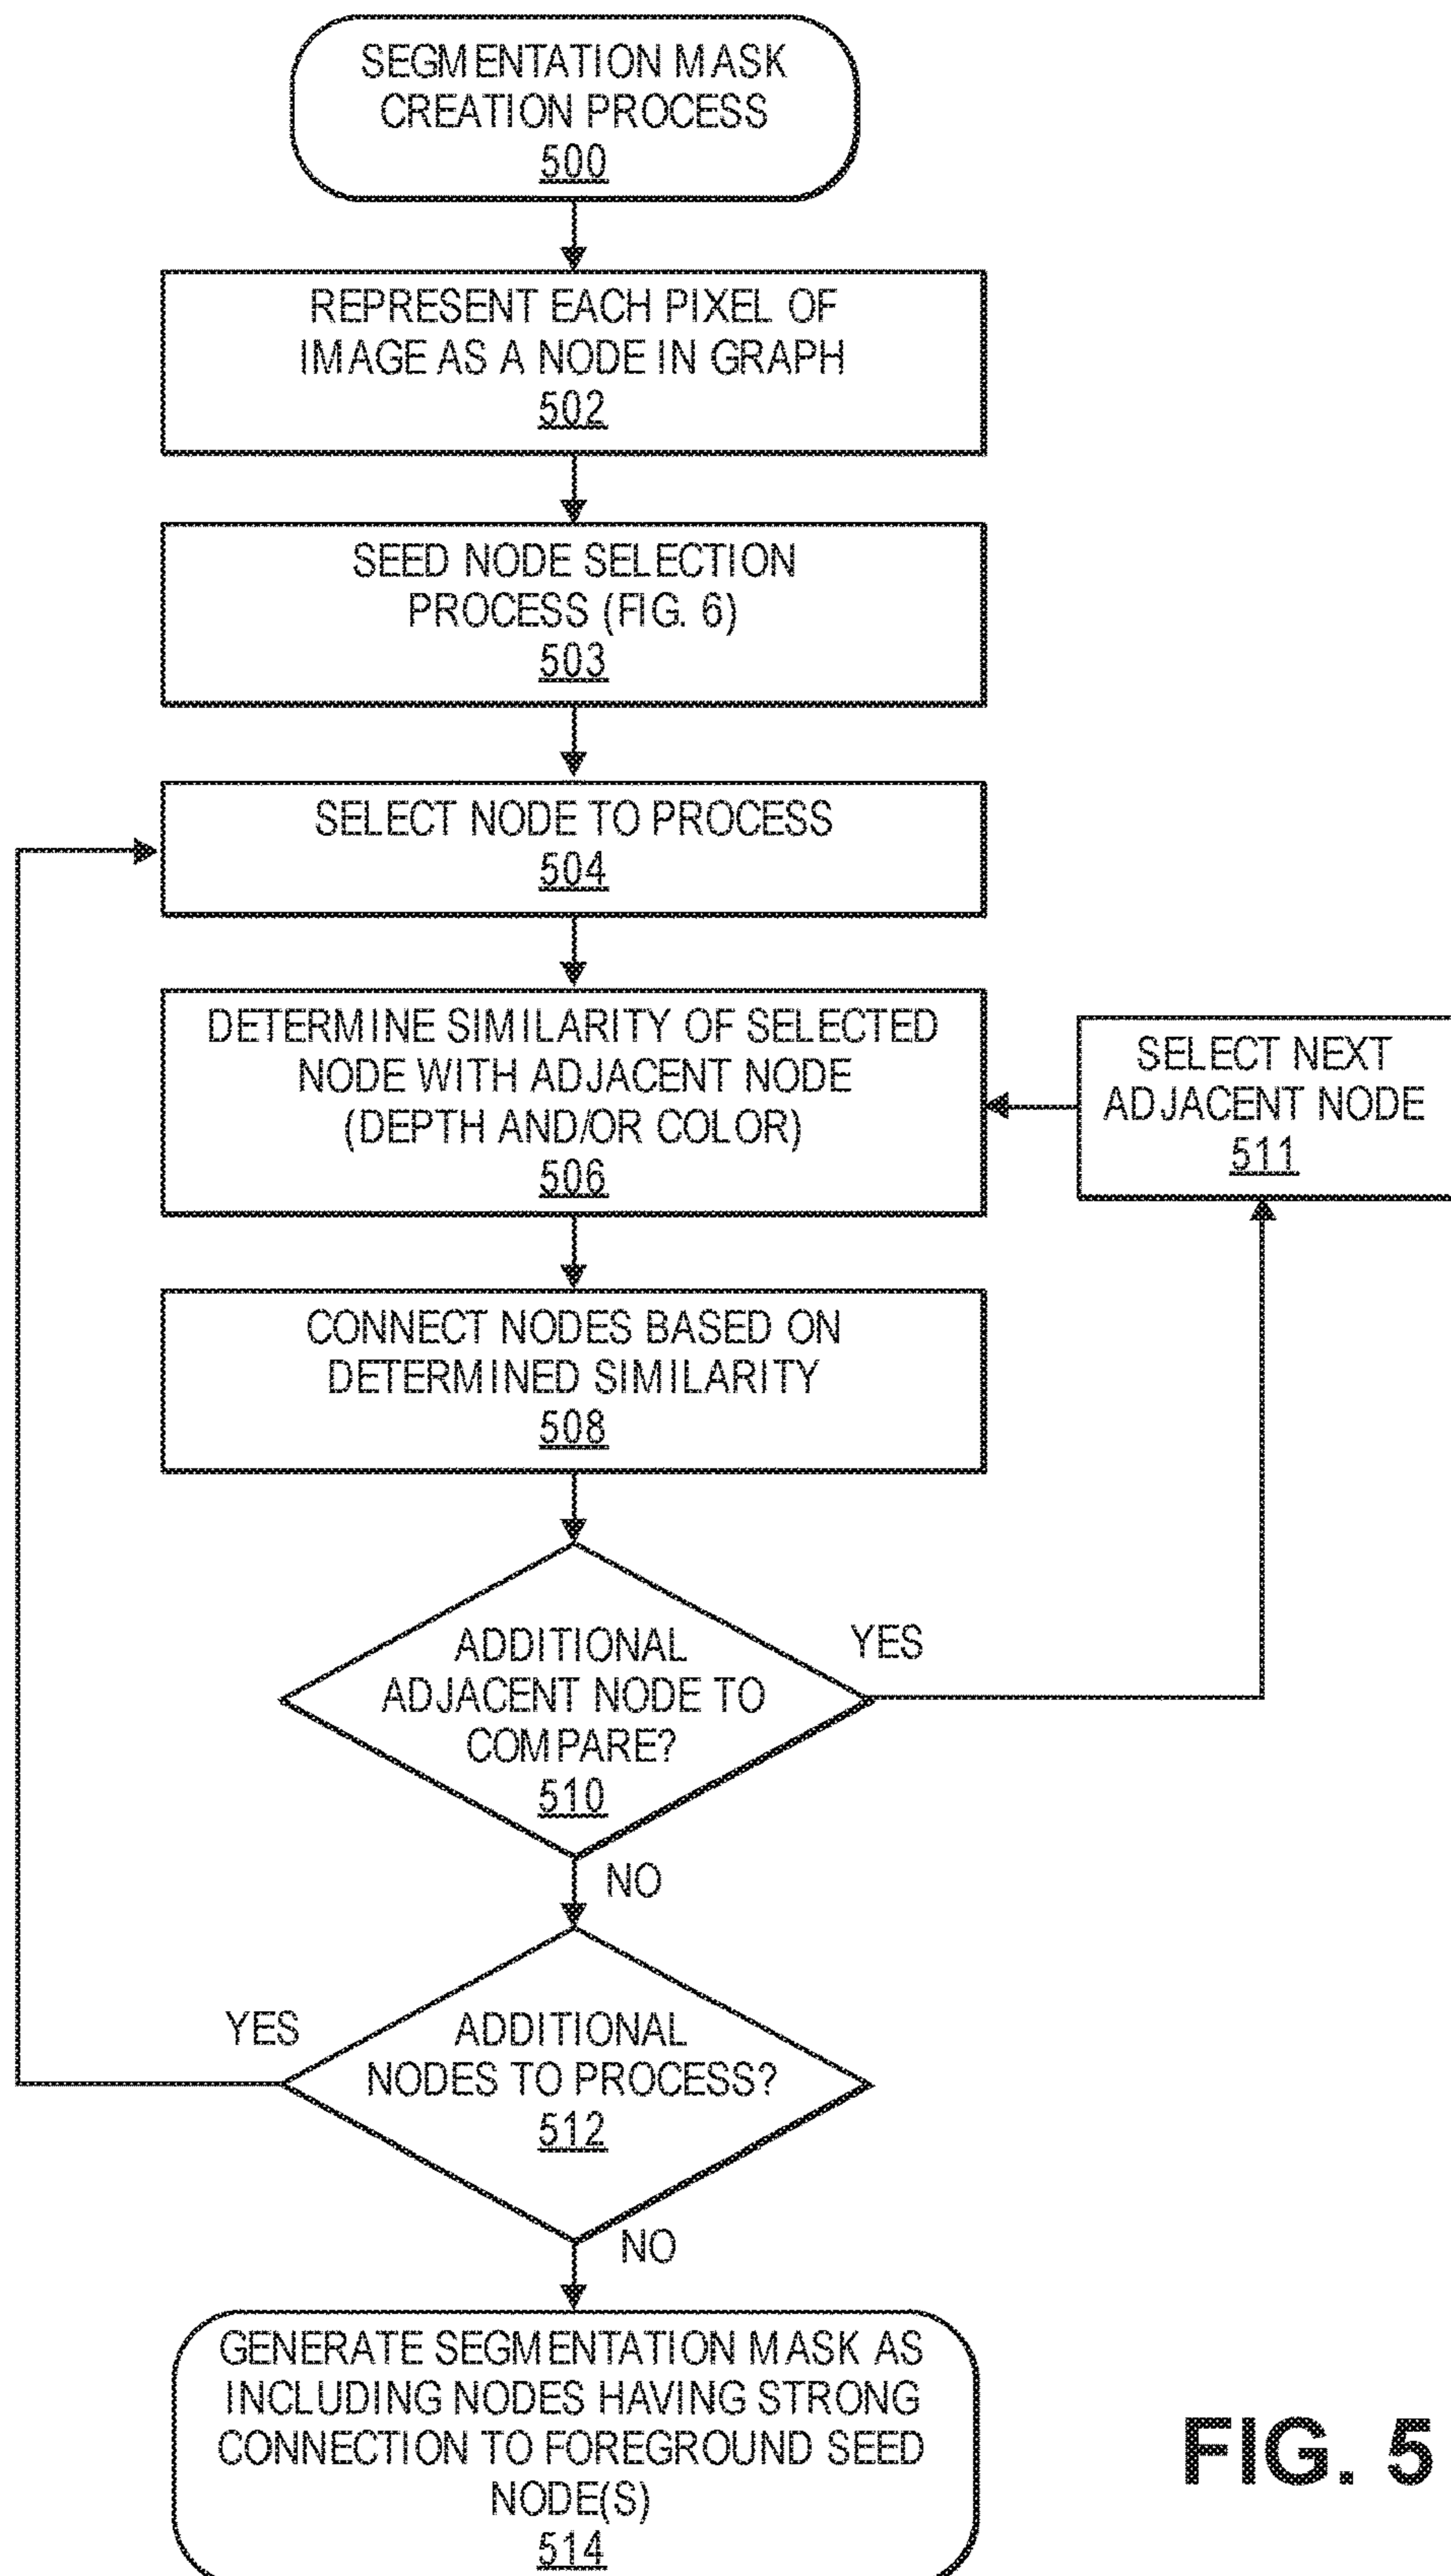 SEGMENTATION MASK
CREATION PROCESS
500
REPRESENT EACH PIXEL OF
IMAGE AS A NODE IN GRAPH
502
SEED NODE SELECTION
PROCESS (FIG. 6)
503
SELECT NODE TO PROCESS
504
DETERMINE SIMILARITY OF SELECTED
NODE WITH ADJACENT NODE
(DEPTH AND/OR COLOR)
506
SELECT NEXT
ADJACENT NODE
511
CONNECT NODES BASED ON
DETERMINED SIMILARITY
508
ADDITIONAL
ADJACENT NODE TO
COMPARE?
510
YES
NO
ADDITIONAL
NODES TO PROCESS?
512
YES
NO
GENERATE SEGMENTATION MASK AS
INCLUDING NODES HAVING STRONG
CONNECTION TO FOREGROUND SEED
NODE(S)
514
FIG. 5